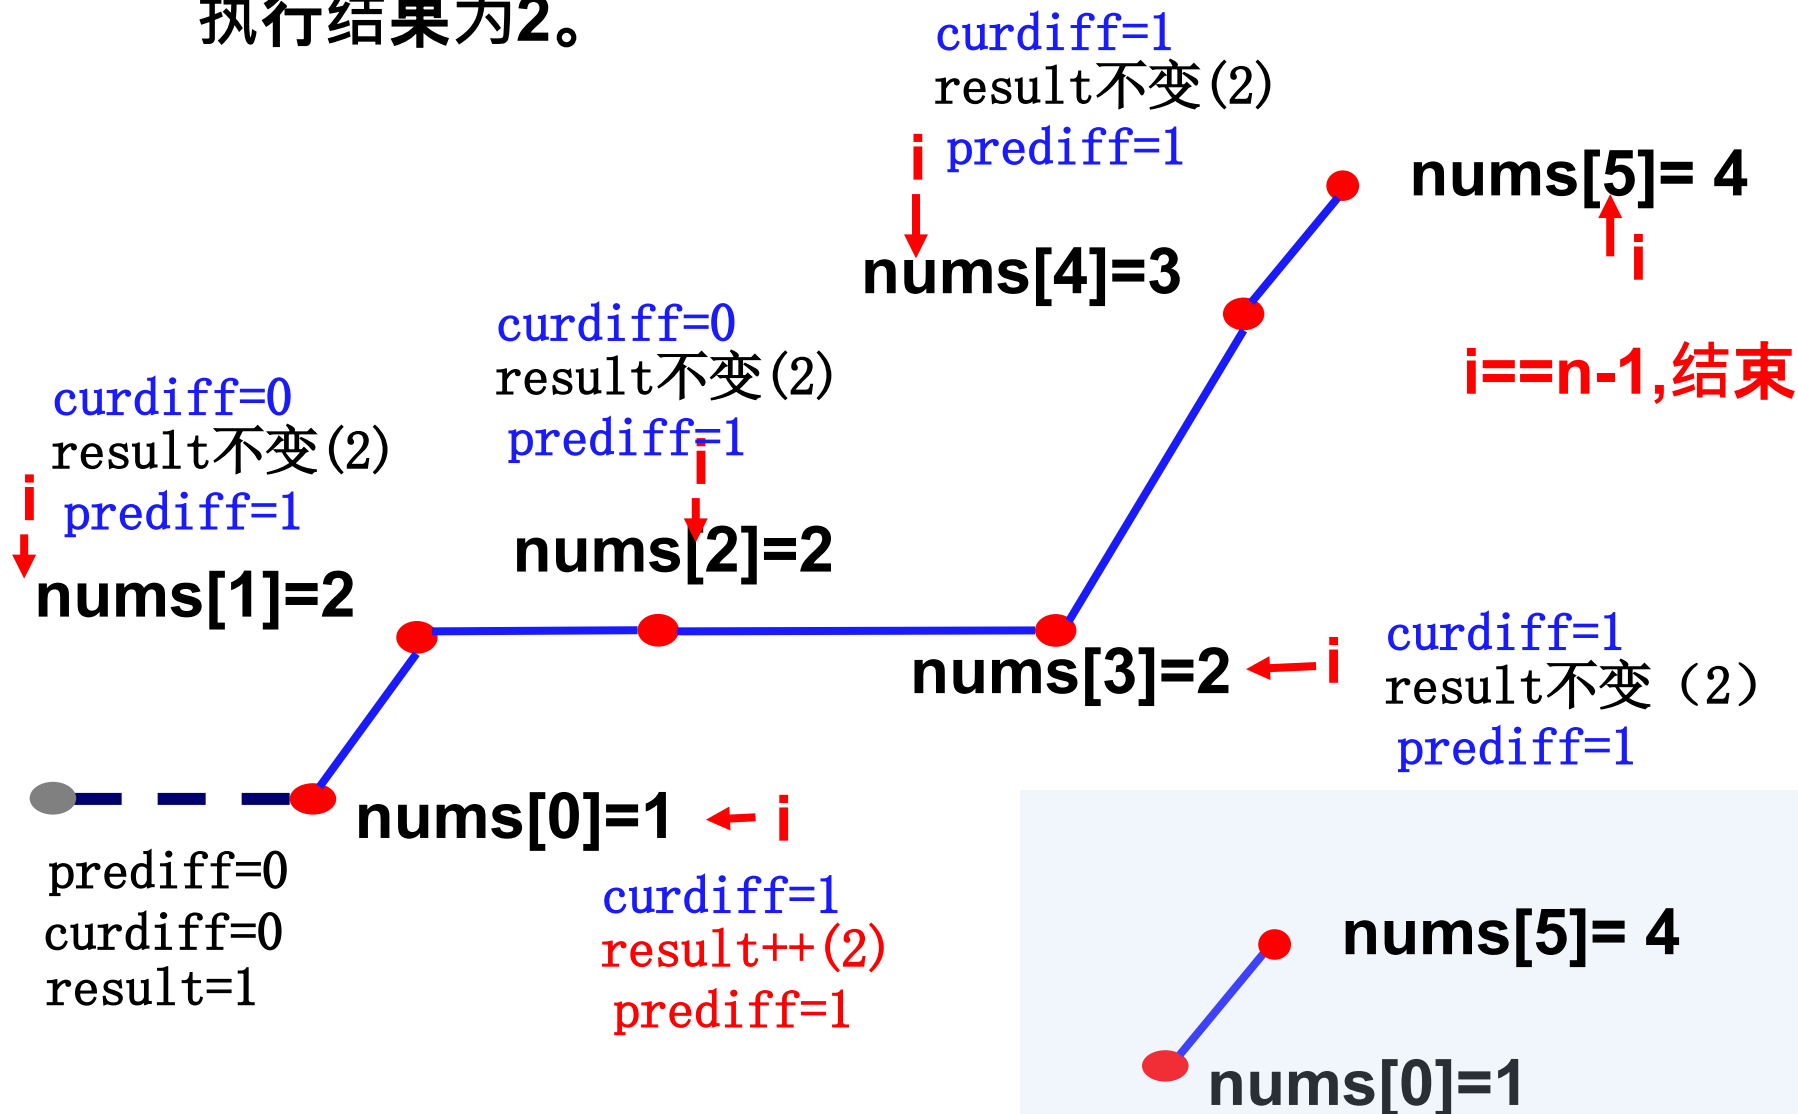 执行结果为2。
curdiff=1
result不变(2)
prediff=1
i
nums[4]=3
nums[5]= 4
i
i==n-1,结束
curdiff=0
result不变(2)
prediff=1
i
nums[2]=2
curdiff=0
result不变(2)
prediff=1
i
nums[1]=2
nums[3]=2
i
curdiff=1
result不变（2）
prediff=1
nums[0]=1
i
prediff=0
curdiff=0
result=1
curdiff=1
result++(2)
prediff=1
nums[5]= 4
nums[0]=1